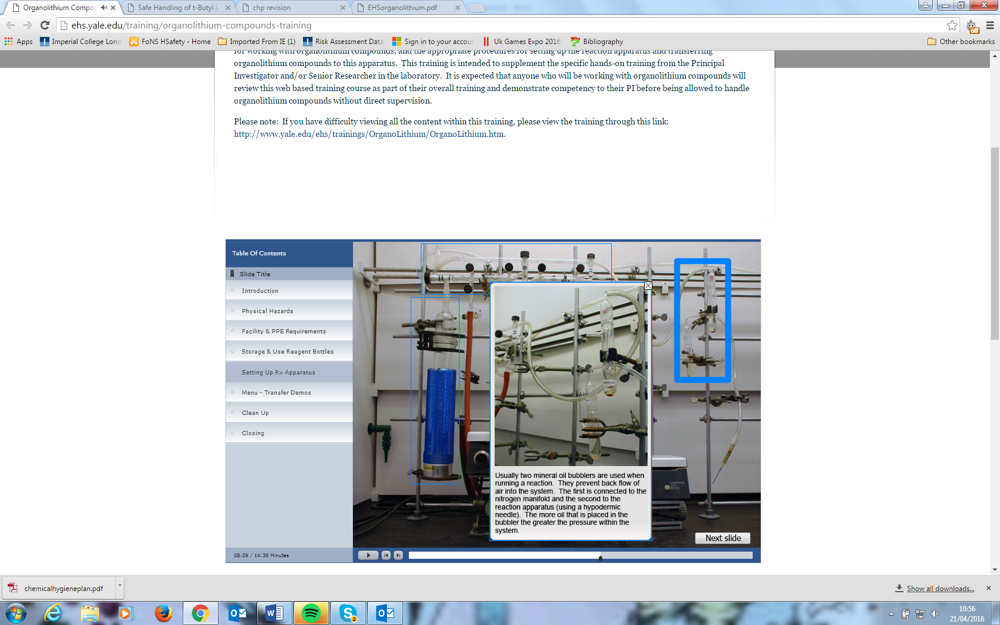 Organolithium Compou
Safe Handling of t-Butyl Li
chp revision
EHSorganolithium.pdf
ehs.yale.edu/training/organolithium-compounds-training
Apps
Imperial College Lond
FoNS HSafety - Home
Imported From IE (1)
Risk Assessment Data
Sign in to your accoun
Uk Games Expo 2016
Bibliography
Other bookmarks
for working with organolithium compounds, and the appropriate procedures for setting up the reaction apparatus and transferring
organolithium compounds to this apparatus. This training is intended to supplement the specific hands-on training from the Principal
Investigator and/or Senior Researcher in the laboratory. It is expected that anyone who will be working with organolithium compounds will
review this web based training course as part of their overall training and demonstrate competency to their PI before being allowed to handle
organolithium compounds without direct supervision.
Please note: If you have difficulty viewing all the content within this training, please view the training through this link:
http://www.yale.edu/ehs/trainings/OrganoLithium/OrganoLithium.htm.
Table Of Contents
Slide Title
Introduction
Physical Hazards
Facility & PPE Requirements
Storage & Use Reagent Bottles
Setting Up Rx Apparatus
Menu - Transfer Demos
Clean Up
Closing
08:09 / 14:36 Minutes
Usually two mineral oil bubblers are used when
running a reaction. They prevent back flow of
air into the system. The first is connected to the
nitrogen manifold and the second to the
reaction apparatus (using a hypodermic
needle). The more oil that is placed in the
bubbler the greater the pressure within the
system.
Next slide
chemicalhygieneplan.pdf
Show all downloads...
10:56
21/04/2016